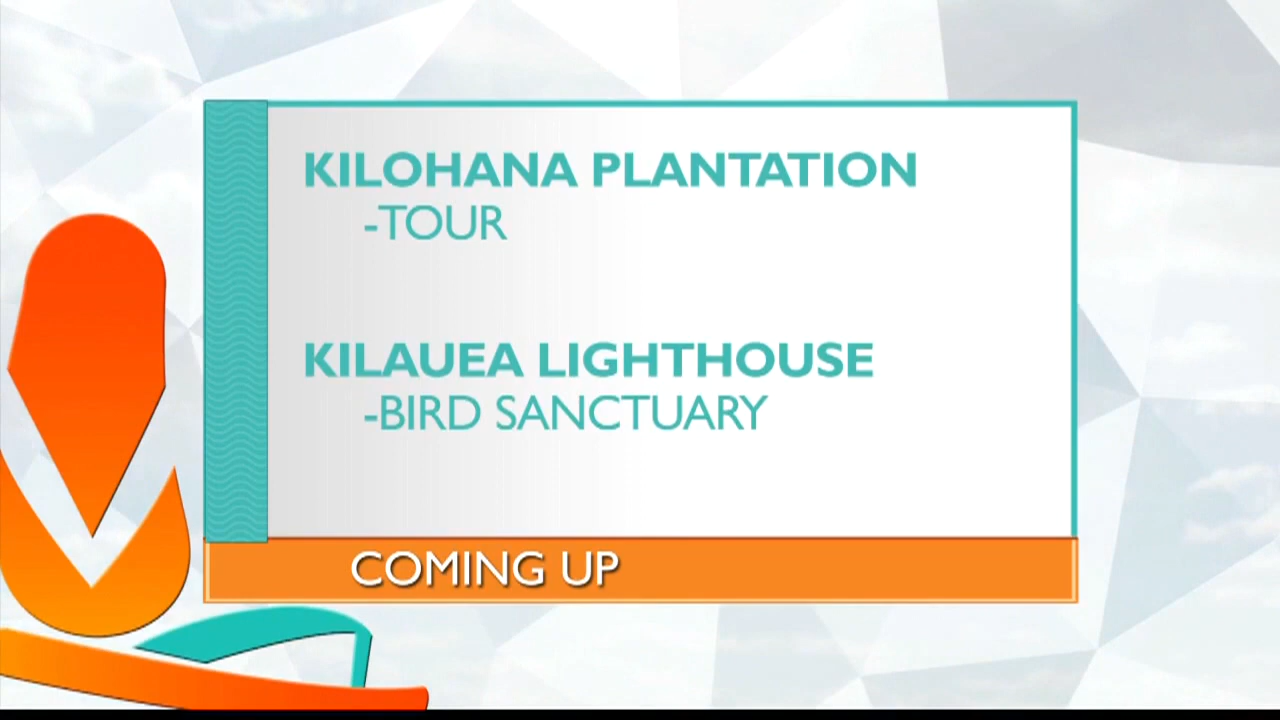 KILOHANA PLANTATION
-TOUR
KILAUEA LIGHTHOUSE
-BIRD SANCTUARY
COMING UP